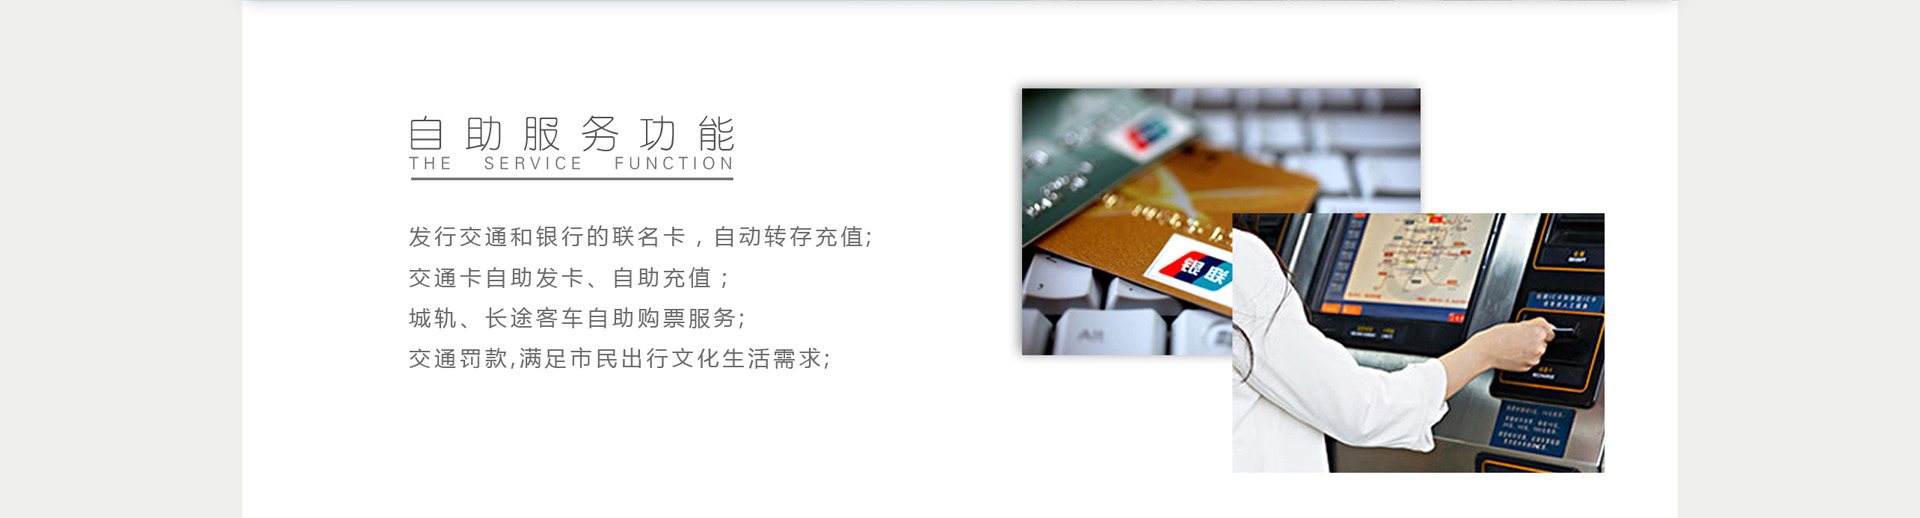 自助服务功能
THE SERVICE FUNCTION
发行交通和银行的联名卡，自动转存充值;
交通卡自助发卡、自助充值；
城轨、长途客车自助购票服务;
交通罚款,满足市民出行文化生活需求;
银联
Alt
RECEIPT
RECHARGE